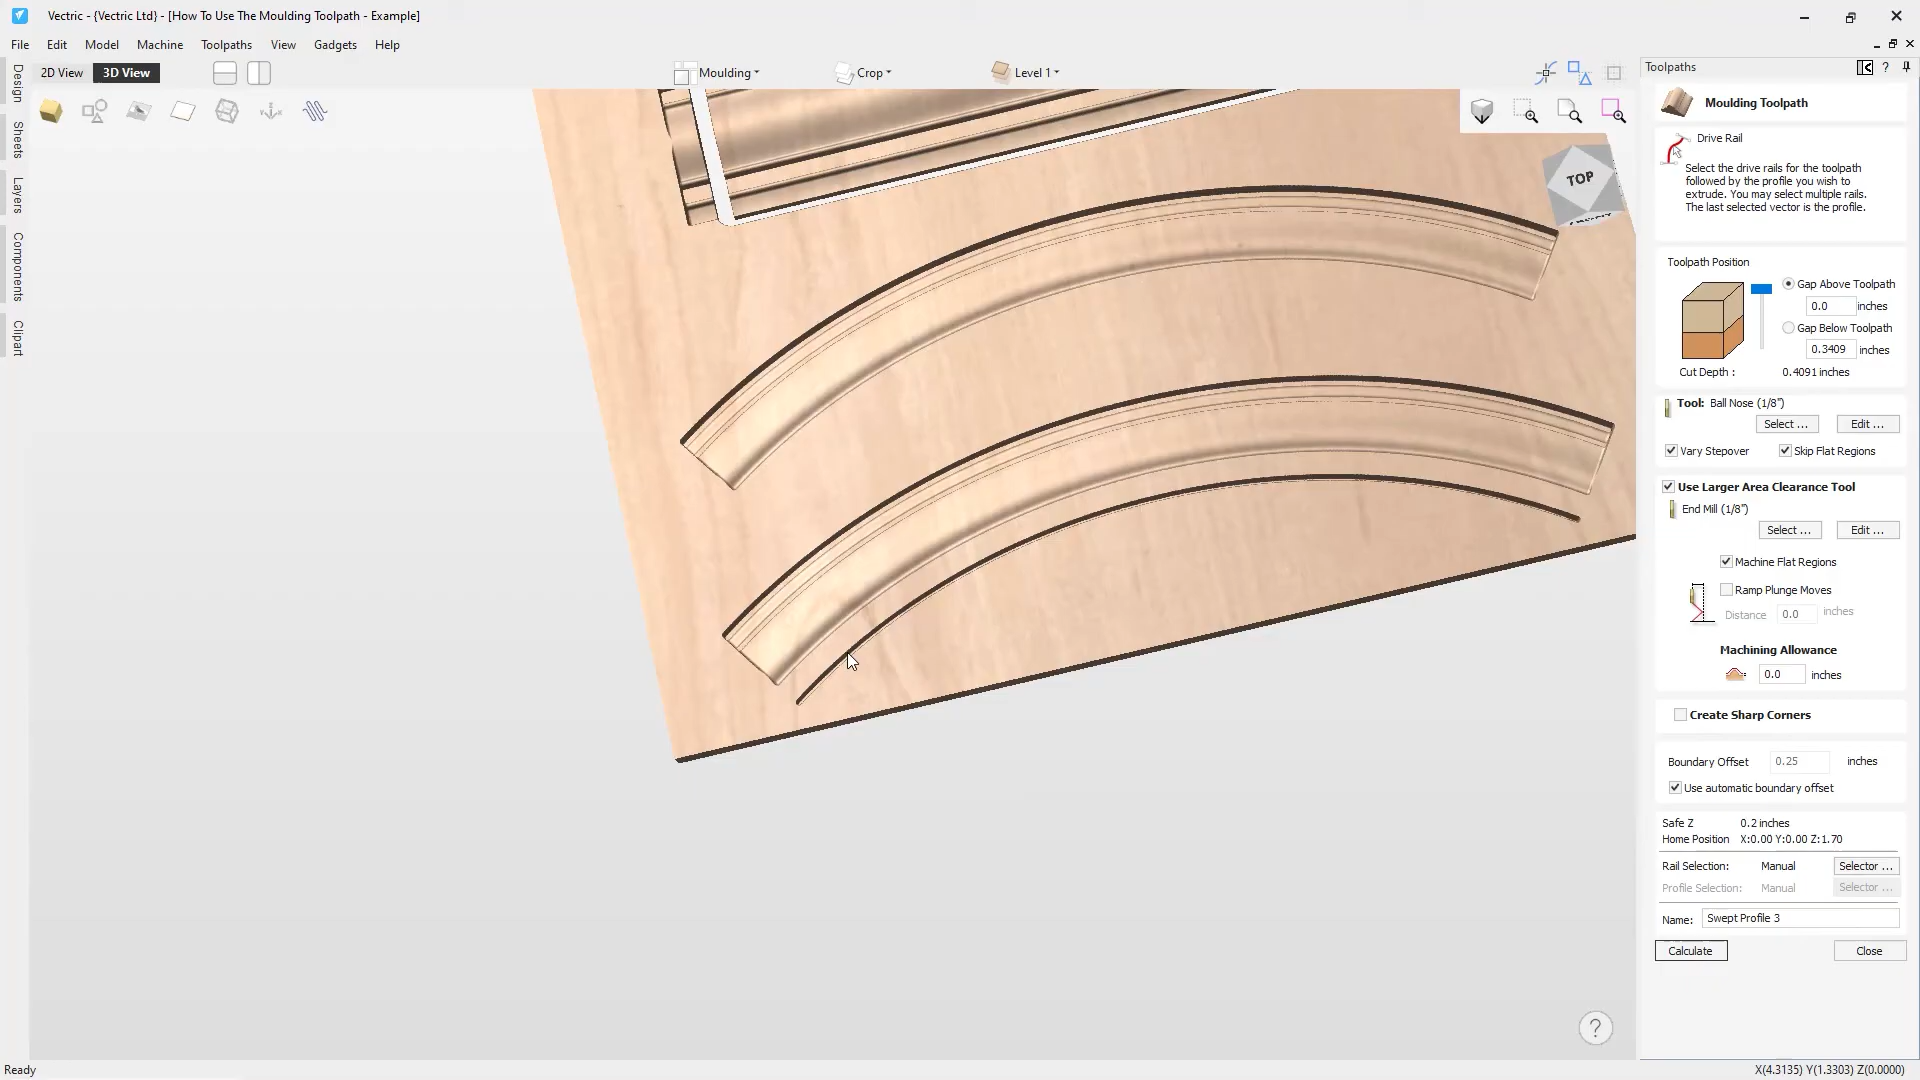 Vectric - {Vectric Ltd} - [How To Use The Moulding Toolpath - Example]
File Edit Model Machine Toolpaths View Gadgets Help
2D View 3D View Moulding Crop Level 1
Toolpaths ?
Design
Sheets
Layers
Components
Clipart
TOP
Moulding Toolpath
Drive Rail
Select the drive rails for the toolpath
followed by the profile you wish to
extrude. You may select multiple rails.
The last selected vector is the profile.
Toolpath Position
Gap Above Toolpath
0.0 inches
Gap Below Toolpath
0.3409 inches
Cut Depth : 0.4091 inches
Tool: Ball Nose (1/8")
Select ... Edit ...
Vary Stepover Skip Flat Regions
Use Larger Area Clearance Tool
End Mill (1/8")
Select ... Edit ...
Machine Flat Regions
Ramp Plunge Moves
Distance 0.0 inches
Machining Allowance
0.0 inches
Create Sharp Corners
Boundary Offset 0.25 inches
Use automatic boundary offset
Safe Z 0.2 inches
Home Position X:0.00 Y:0.00 Z:1.70
Rail Selection: Manual Selector ...
Profile Selection: Manual Selector ...
Name: Swept Profile 3
Calculate Close
?
Ready X(4.3135) Y(1.3303) Z(0.0000)